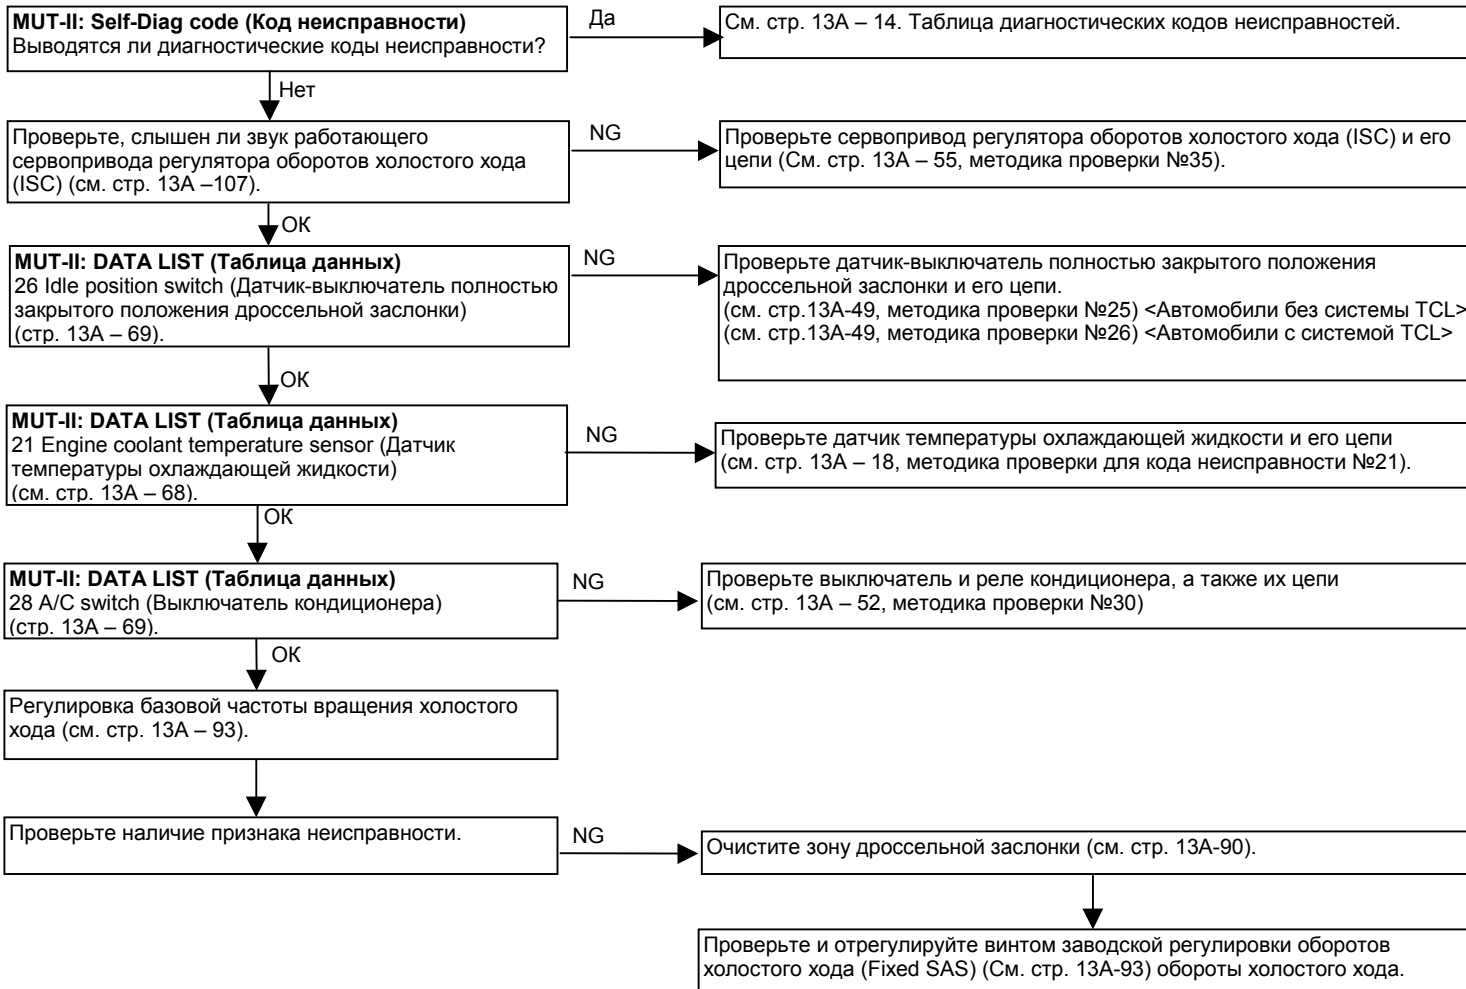 MUT-II: Self-Diag code (Код неисправности)
Выводятся ли диагностические коды неисправности?
Да
См. стр. 13А – 14. Таблица диагностических кодов неисправностей.
Нет
Проверьте, слышен ли звук работающего
сервопривода регулятора оборотов холостого хода
(ISC) (см. стр. 13А –107).
NG
Проверьте сервопривод регулятора оборотов холостого хода (ISC) и его
цепи (См. стр. 13А – 55, методика проверки №35).
ОК
MUT-II: DATA LIST (Таблица данных)
26 Idle position switch (Датчик-выключатель полностью
закрытого положения дроссельной заслонки)
(стр. 13А – 69).
NG
Проверьте датчик-выключатель полностью закрытого положения
дроссельной заслонки и его цепи.
(см. стр.13А-49, методика проверки №25) <Автомобили без системы TCL>
(см. стр.13А-49, методика проверки №26) <Автомобили с системой TCL>
ОК
MUT-II: DATA LIST (Таблица данных)
21 Engine coolant temperature sensor (Датчик
температуры охлаждающей жидкости)
(см. стр. 13А – 68).
NG
Проверьте датчик температуры охлаждающей жидкости и его цепи
(см. стр. 13А – 18, методика проверки для кода неисправности №21).
ОК
MUT-II: DATA LIST (Таблица данных)
28 A/C switch (Выключатель кондиционера)
(стр. 13А – 69).
NG
Проверьте выключатель и реле кондиционера, а также их цепи
(см. стр. 13А – 52, методика проверки №30)
ОК
Регулировка базовой частоты вращения холостого
хода (см. стр. 13А – 93).
Проверьте наличие признака неисправности.
NG
Очистите зону дроссельной заслонки (см. стр. 13А-90).
Проверьте и отрегулируйте винтом заводской регулировки оборотов
холостого хода (Fixed SAS) (См. стр. 13А-93) обороты холостого хода.